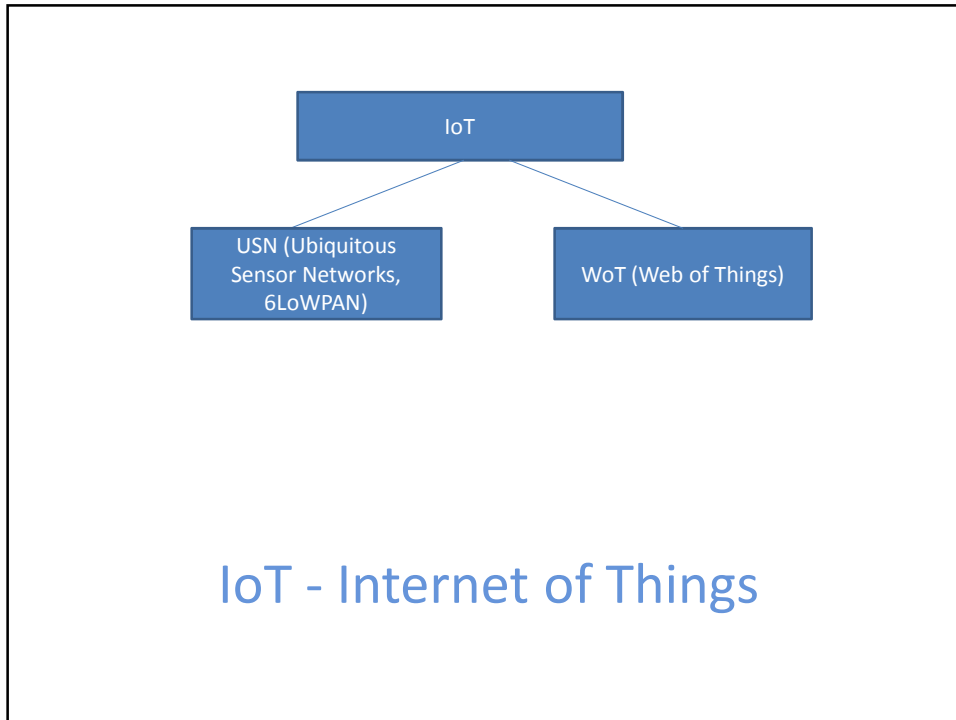 IoT
USN (Ubiquitous
Sensor Networks,
6LoWPAN)
WoT (Web of Things)
IoT - Internet of Things